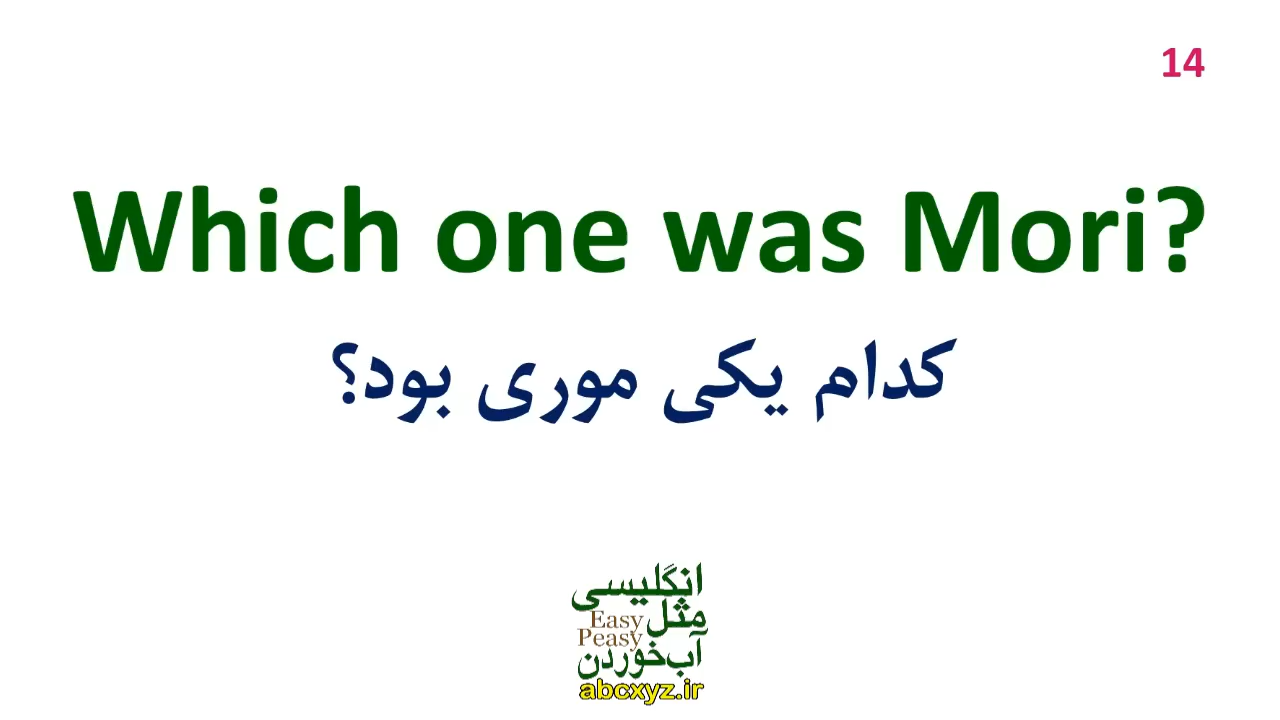 14
Which one was Mori?
کدام یکی موری بود؟
انگلیسی
مثل
Easy
Peasy
آب‌خوردن
abcxyz.ir